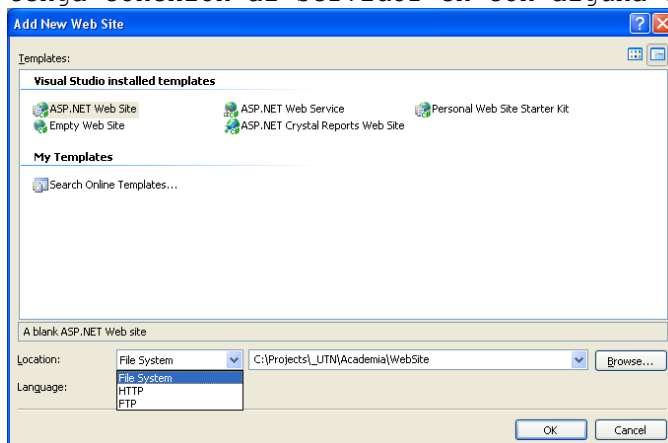 Add New Web Site
Templates:
Visual Studio installed templates
ASP.NET Web Site
ASP.NET Web Service
Personal Web Site Starter Kit
Empty Web Site
ASP.NET Crystal Reports Web Site
My Templates
Search Online Templates...
A blank ASP.NET Web site
Location:
File System
C:\Projects\_UTN\Academia\WebSite
Browse...
File System
Language:
HTTP
FTP
OK
Cancel